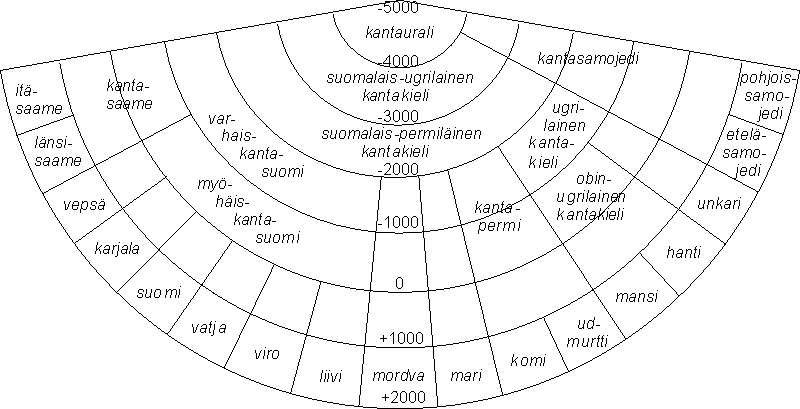 -5000
kantaurali
-4000
suomalais-ugrilainen
kantakieli
-3000
suomalais-permiläinen
kantakieli
-2000
-1000
0
+1000
+2000
kantasamojedi
pohjois-
samo-
jedi
etelä-
samo-
jedi
ugri-
lainen
kanta-
kieli
obin-
ugrilainen
kantakieli
unkari
hanti
mansi
kanta-
permi
ud-
murtti
komi
mari
mordva
var-
hais-
kanta-
suomi
kanta-
saame
itä-
saame
länsi-
saame
myö-
häis-
kanta-
suomi
vepsä
karjala
suomi
vatja
viro
liivi